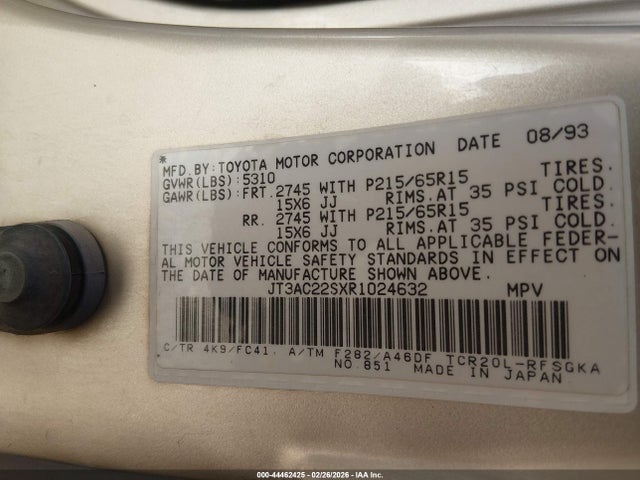 * MFD.BY:TOYOTA MOTOR CORPORATION DATE 08/93
GVWR(LBS):5310
GAWR(LBS):FRT. 2745 WITH P215/65R15 TIRES.
15X6 JJ RIMS.AT 35 PSI COLD.
RR. 2745 WITH P215/65R15 TIRES.
15X6 JJ RIMS.AT 35 PSI COLD.
THIS VEHICLE CONFORMS TO ALL APPLICABLE FEDER-
AL MOTOR VEHICLE SAFETY STANDARDS IN EFFECT ON
THE DATE OF MANUFACTURE SHOWN ABOVE.
JT3AC22SXR1024632 MPV
C/TR 4K9/FC41. A/TM F282/A46DF TCR20L-RFSGKA
NO.851 MADE IN JAPAN
000-44462425 - 02/26/2026 - © IAA Inc.